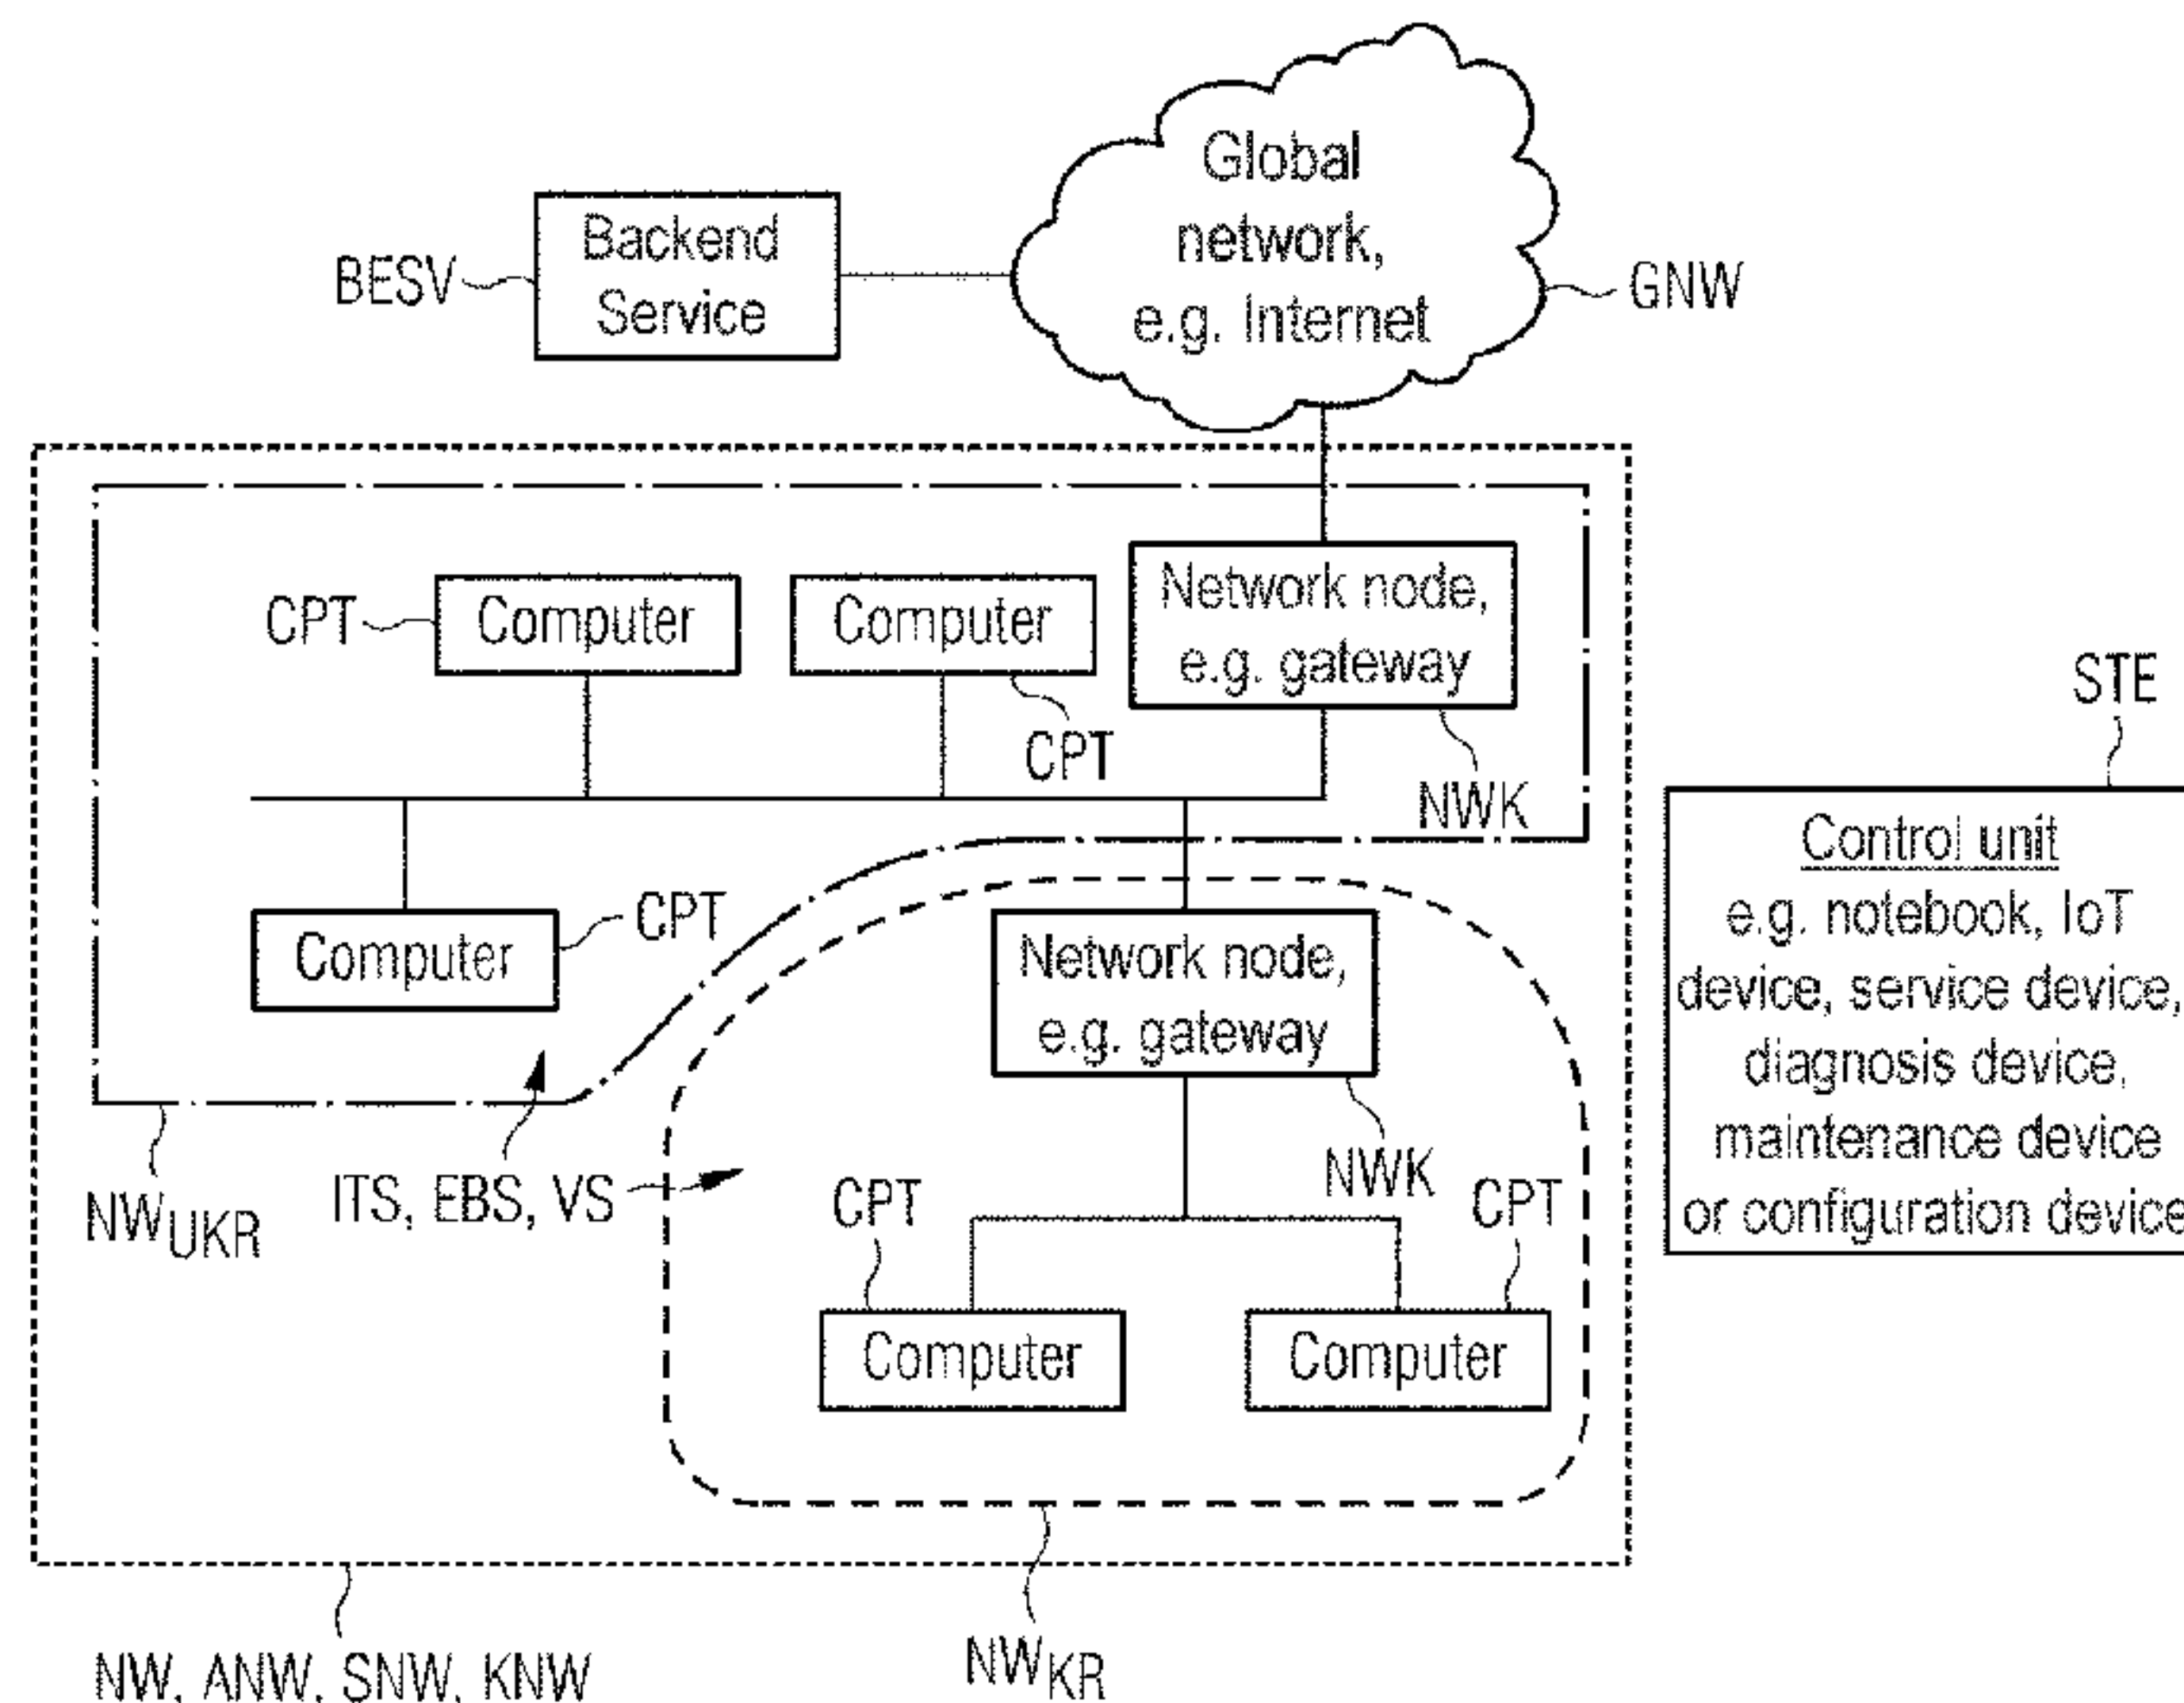 Global
network,
e.g. Internet
Backend
Service
BESV
GNW
CPT
Computer
Computer
CPT
Network node,
e.g. gateway
NWK
STE
Control unit
e.g. notebook, IoT
device, service device,
diagnosis device,
maintenance device
or configuration device
Computer
CPT
Network node,
e.g. gateway
NWK
NWUKR
ITS, EBS, VS
CPT
CPT
Computer
Computer
NW, ANW, SNW, KNW
NWKR